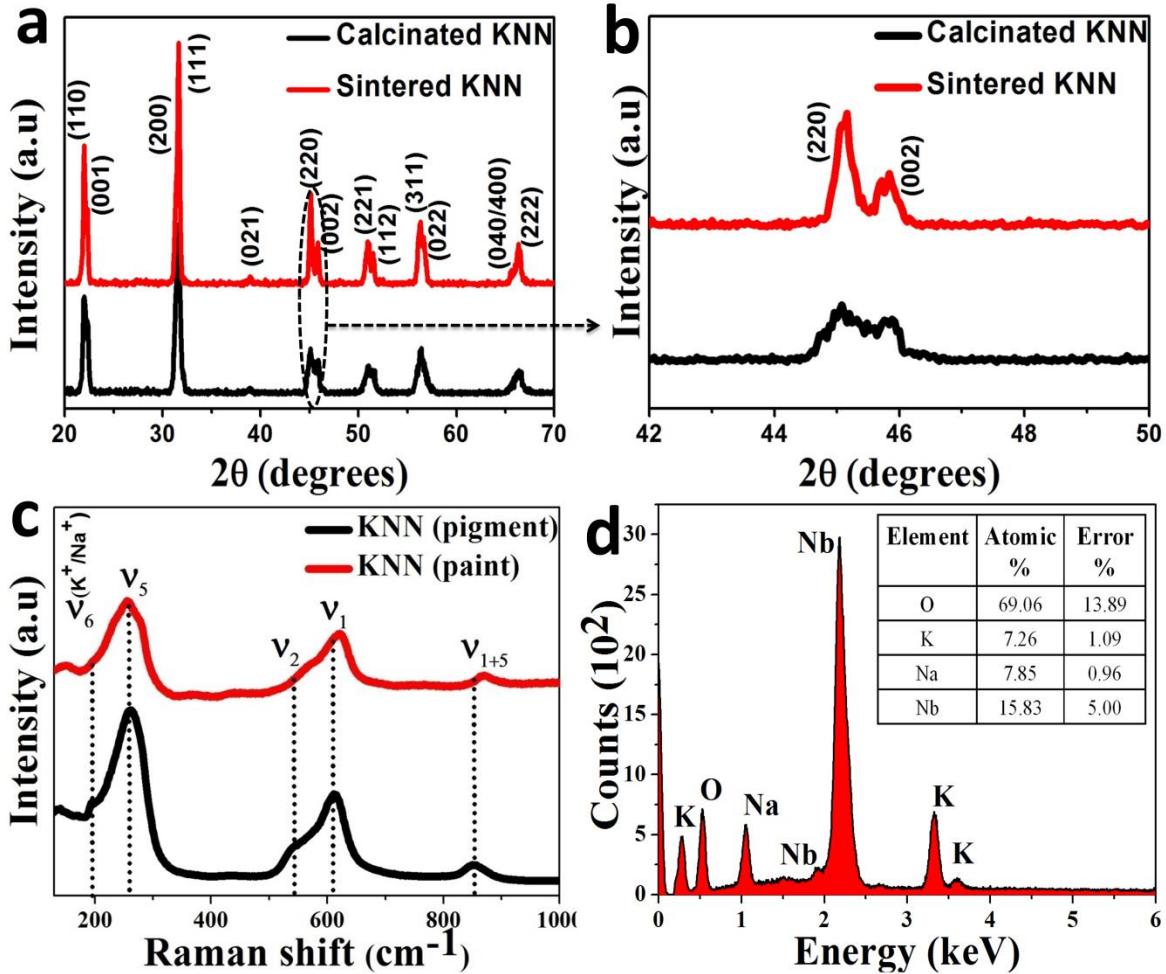 a
Calcinated KNN
Sintered KNN
(110)
(001)
(200)
(111)
(021)
(220)
(002)
(221)
(112)
(311)
(022)
(040/400)
(222)
Intensity (a.u)
20 30 40 50 60 70
2θ (degrees)
b
Calcinated KNN
Sintered KNN
(220)
(002)
Intensity (a.u)
42 44 46 48 50
2θ (degrees)
c
KNN (pigment)
KNN (paint)
ν6(K+/Na+)
ν5
ν2
ν1
ν1+5
Intensity (a.u)
200 400 600 800 1000
Raman shift (cm-1)
d
Element Atomic % Error %
O 69.06 13.89
K 7.26 1.09
Na 7.85 0.96
Nb 15.83 5.00
Nb
K
O
Na
Nb
K
K
Counts (10²)
30
25
20
15
10
5
0
0 1 2 3 4 5 6
Energy (keV)